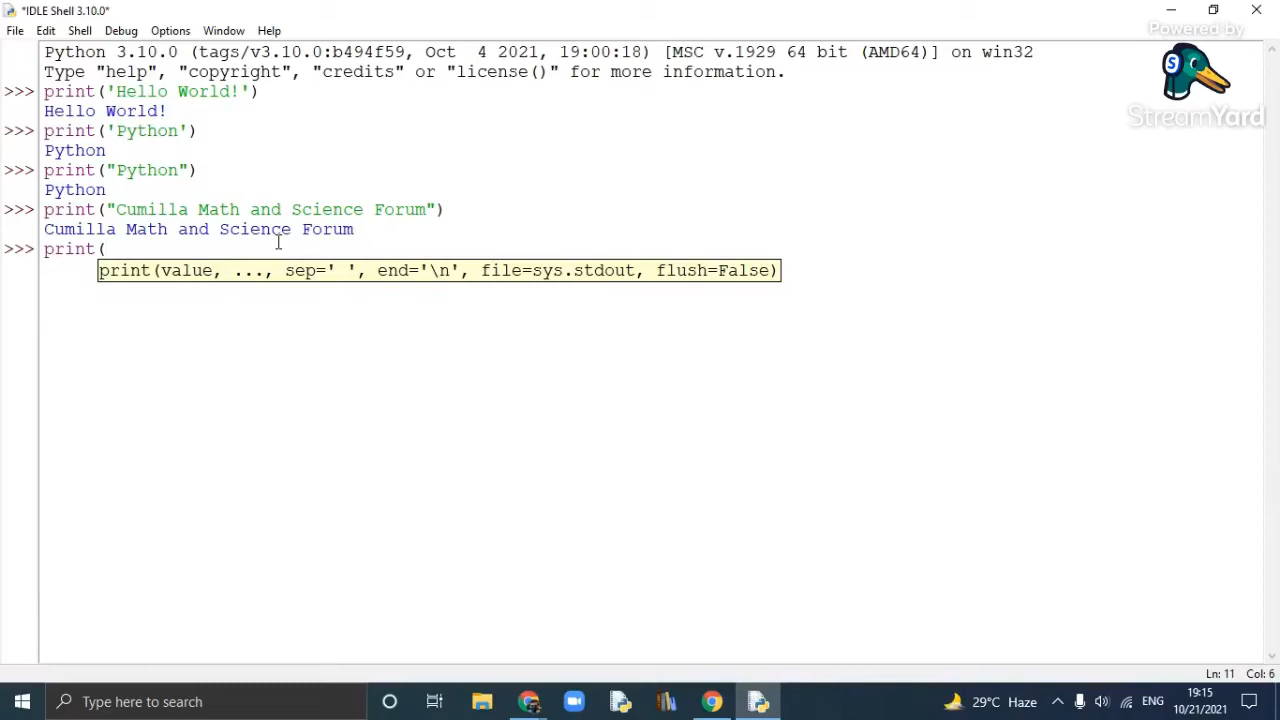 *IDLE Shell 3.10.0*
File Edit Shell Debug Options Window Help
Powered by
StreamYard
Python 3.10.0 (tags/v3.10.0:b494f59, Oct  4 2021, 19:00:18) [MSC v.1929 64 bit (AMD64)] on win32
Type "help", "copyright", "credits" or "license()" for more information.
>>> print('Hello World!')
Hello World!
>>> print('Python')
Python
>>> print("Python")
Python
>>> print("Cumilla Math and Science Forum")
Cumilla Math and Science Forum
>>> print(
print(value, ..., sep=' ', end='\n', file=sys.stdout, flush=False)
Ln: 11 Col: 6
Type here to search
29°C Haze
ENG
19:15
10/21/2021